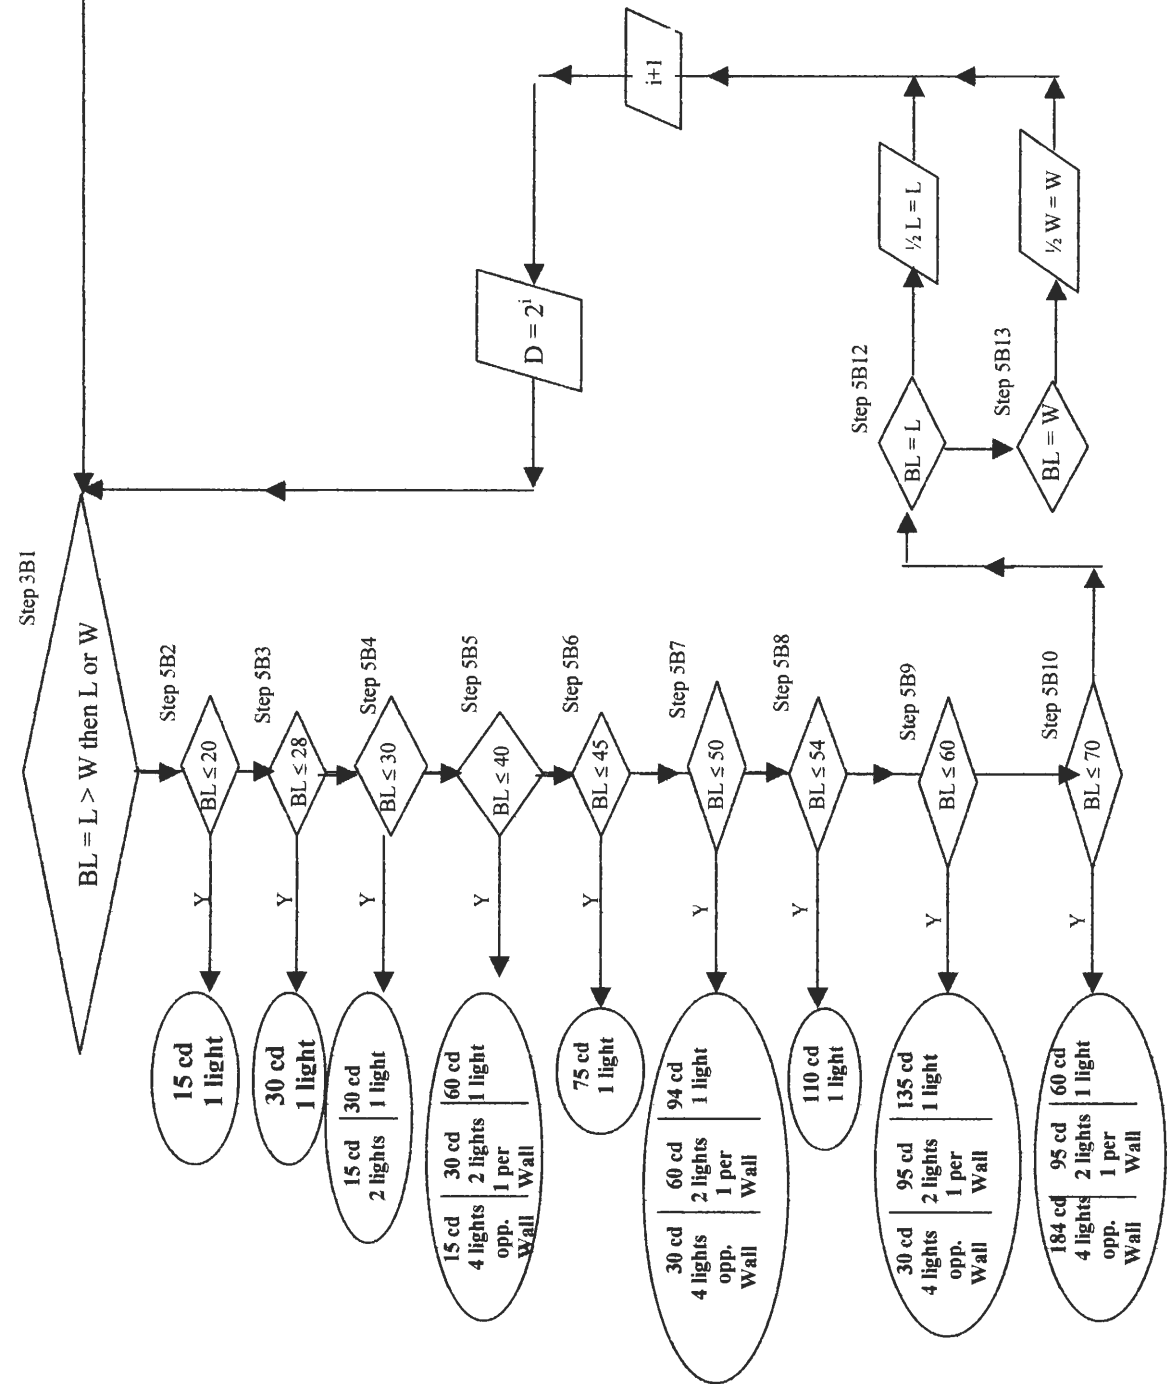 Step 3B1
BL = L > W then L or W
Step 5B2
BL ≤ 20
Y
15 cd
1 light
Step 5B3
BL ≤ 28
Y
30 cd
1 light
Step 5B4
BL ≤ 30
Y
15 cd
2 lights
30 cd
1 light
Step 5B5
BL ≤ 40
Y
15 cd
4 lights
opp.
Wall
30 cd
2 lights
1 per
Wall
60 cd
1 light
Step 5B6
BL ≤ 45
Y
75 cd
1 light
Step 5B7
BL ≤ 50
Y
30 cd
4 lights
opp.
Wall
60 cd
2 lights
1 per
Wall
94 cd
1 light
Step 5B8
BL ≤ 54
Y
110 cd
1 light
Step 5B9
BL ≤ 60
Y
30 cd
4 lights
opp.
Wall
95 cd
2 lights
1 per
Wall
135 cd
1 light
Step 5B10
BL ≤ 70
Y
184 cd
4 lights
opp.
Wall
95 cd
2 lights
1 per
Wall
60 cd
1 light
Step 5B12
BL = L
½ L = L
Step 5B13
BL = W
½ W = W
i+1
D = 2ⁱ